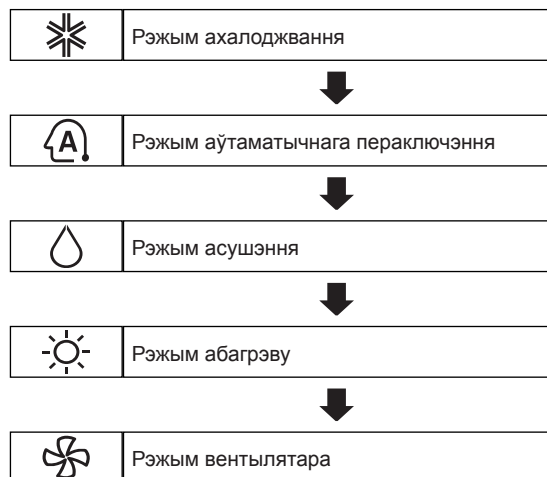 Рэжым ахалоджвання
A Рэжым аўтаматычнага пераключэння
Рэжым асушэння
Рэжым абагрэву
Рэжым вентылятара